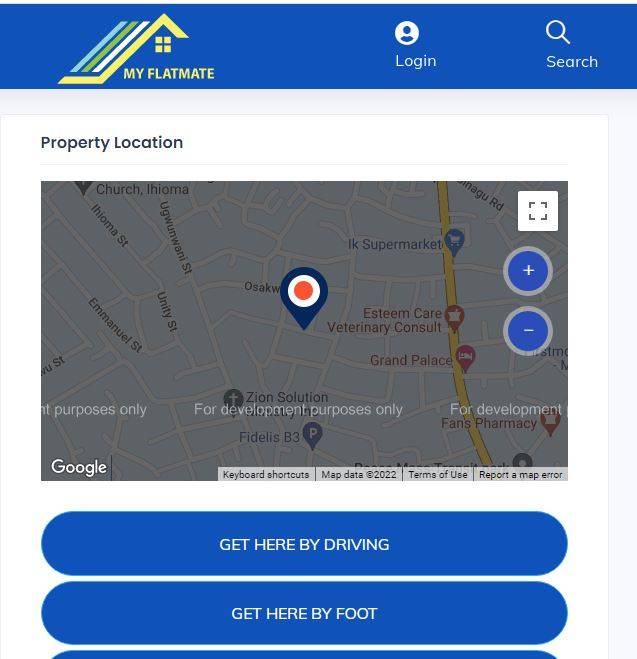 MY FLATMATE
Login
Search
Property Location
Church, Ihioma
Ihioma St
Ugwunwani St
Ik Supermarket
Osakw
Unity St
Emmanuel St
Esteem Care
Veterinary Consult
Grand Palace
vu St
Zion Solution
nt purposes only
For development purposes only
For development p
Fidelis B3
Fans Pharmacy
Google
Keyboard shortcuts
Map data ©2022
Terms of Use
Report a map error
GET HERE BY DRIVING
GET HERE BY FOOT